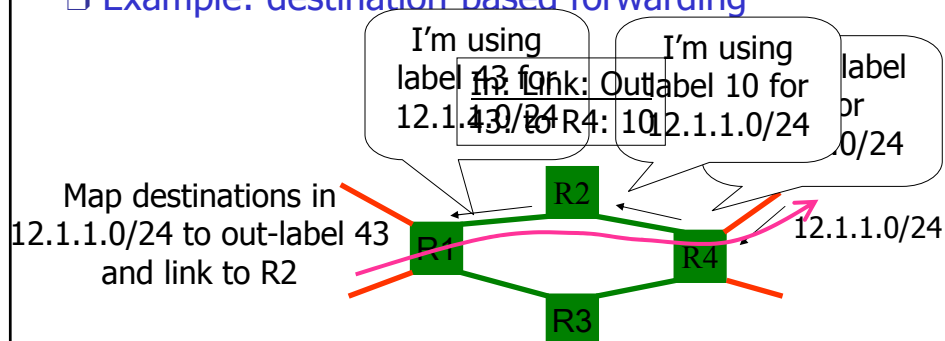 ❑ Example: destination-based forwarding
I'm using
label 43 for
12.1.1.0/24
In: Link: Out
43: to R4: 10
I'm using
label 10 for
12.1.1.0/24
label
.0/24
Map destinations in
12.1.1.0/24 to out-label 43
and link to R2
R2
R1
R4
R3
12.1.1.0/24